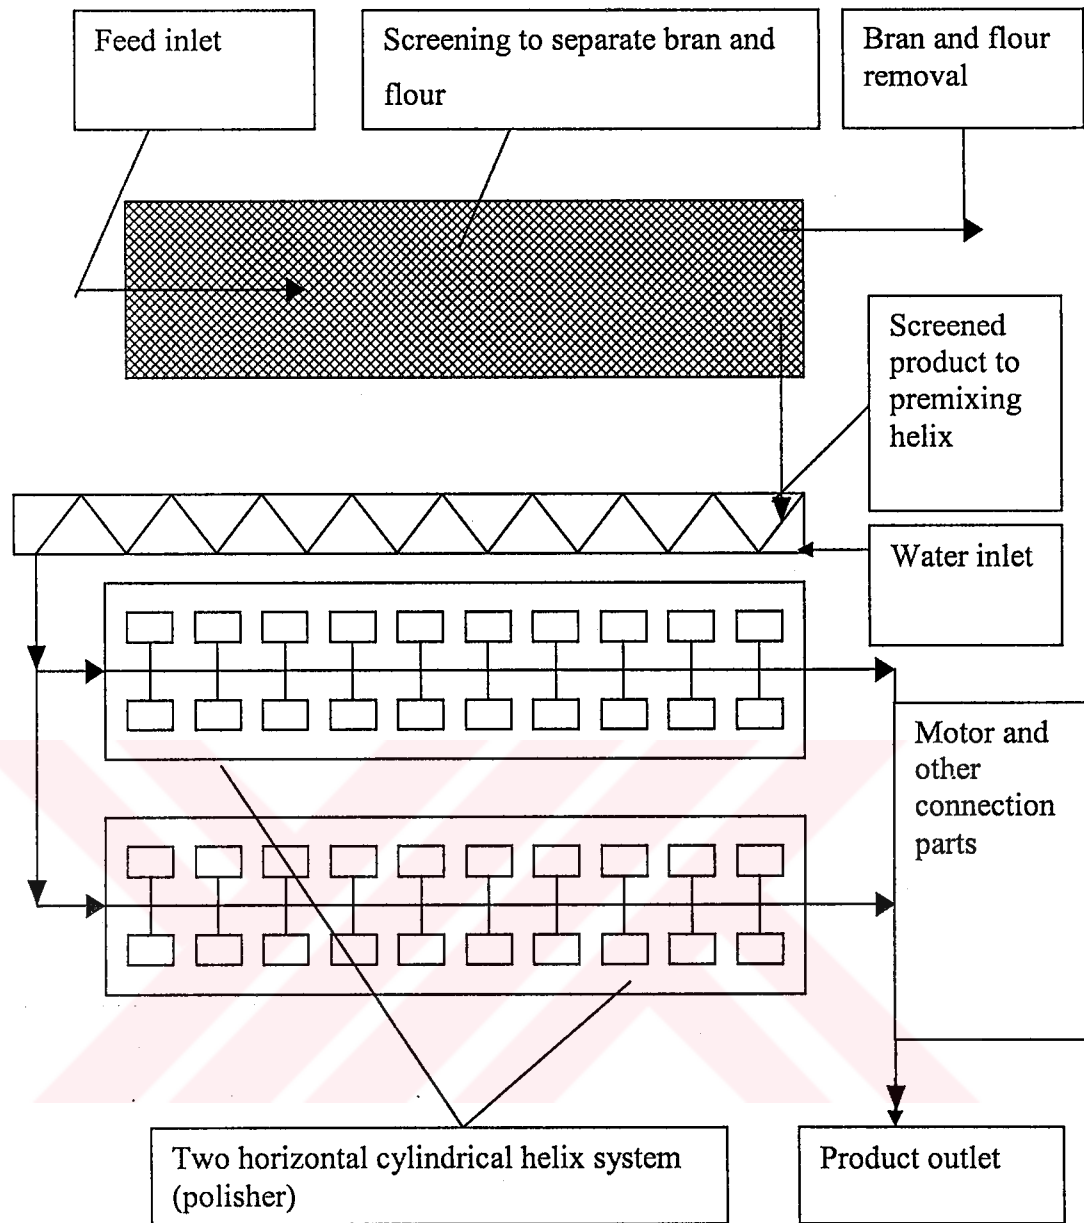 Feed inlet
Screening to separate bran and
flour
Bran and flour
removal
Screened
product to
premixing
helix
Water inlet
Motor and
other
connection
parts
Two horizontal cylindrical helix system
(polisher)
Product outlet